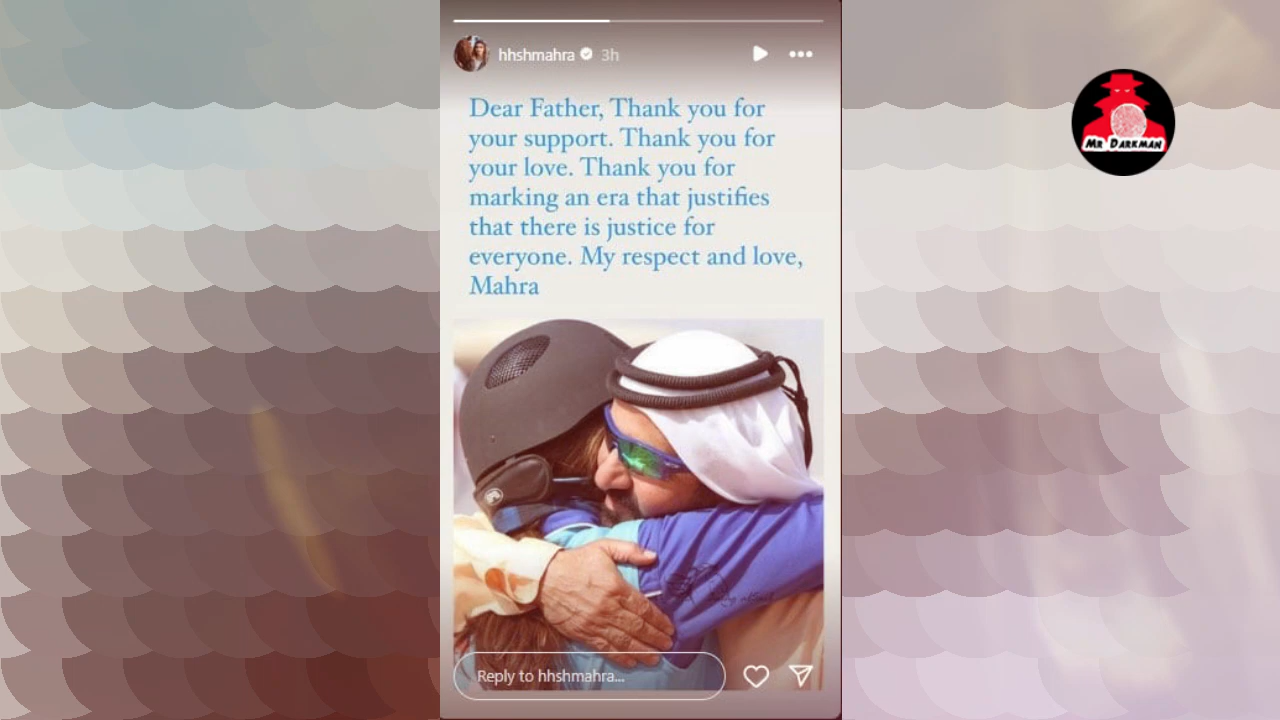 hhshmahra 3h
Dear Father, Thank you for
your support. Thank you for
your love. Thank you for
marking an era that justifies
that there is justice for
everyone. My respect and love,
Mahra
Reply to hhshmahra...
MR DARKMAN